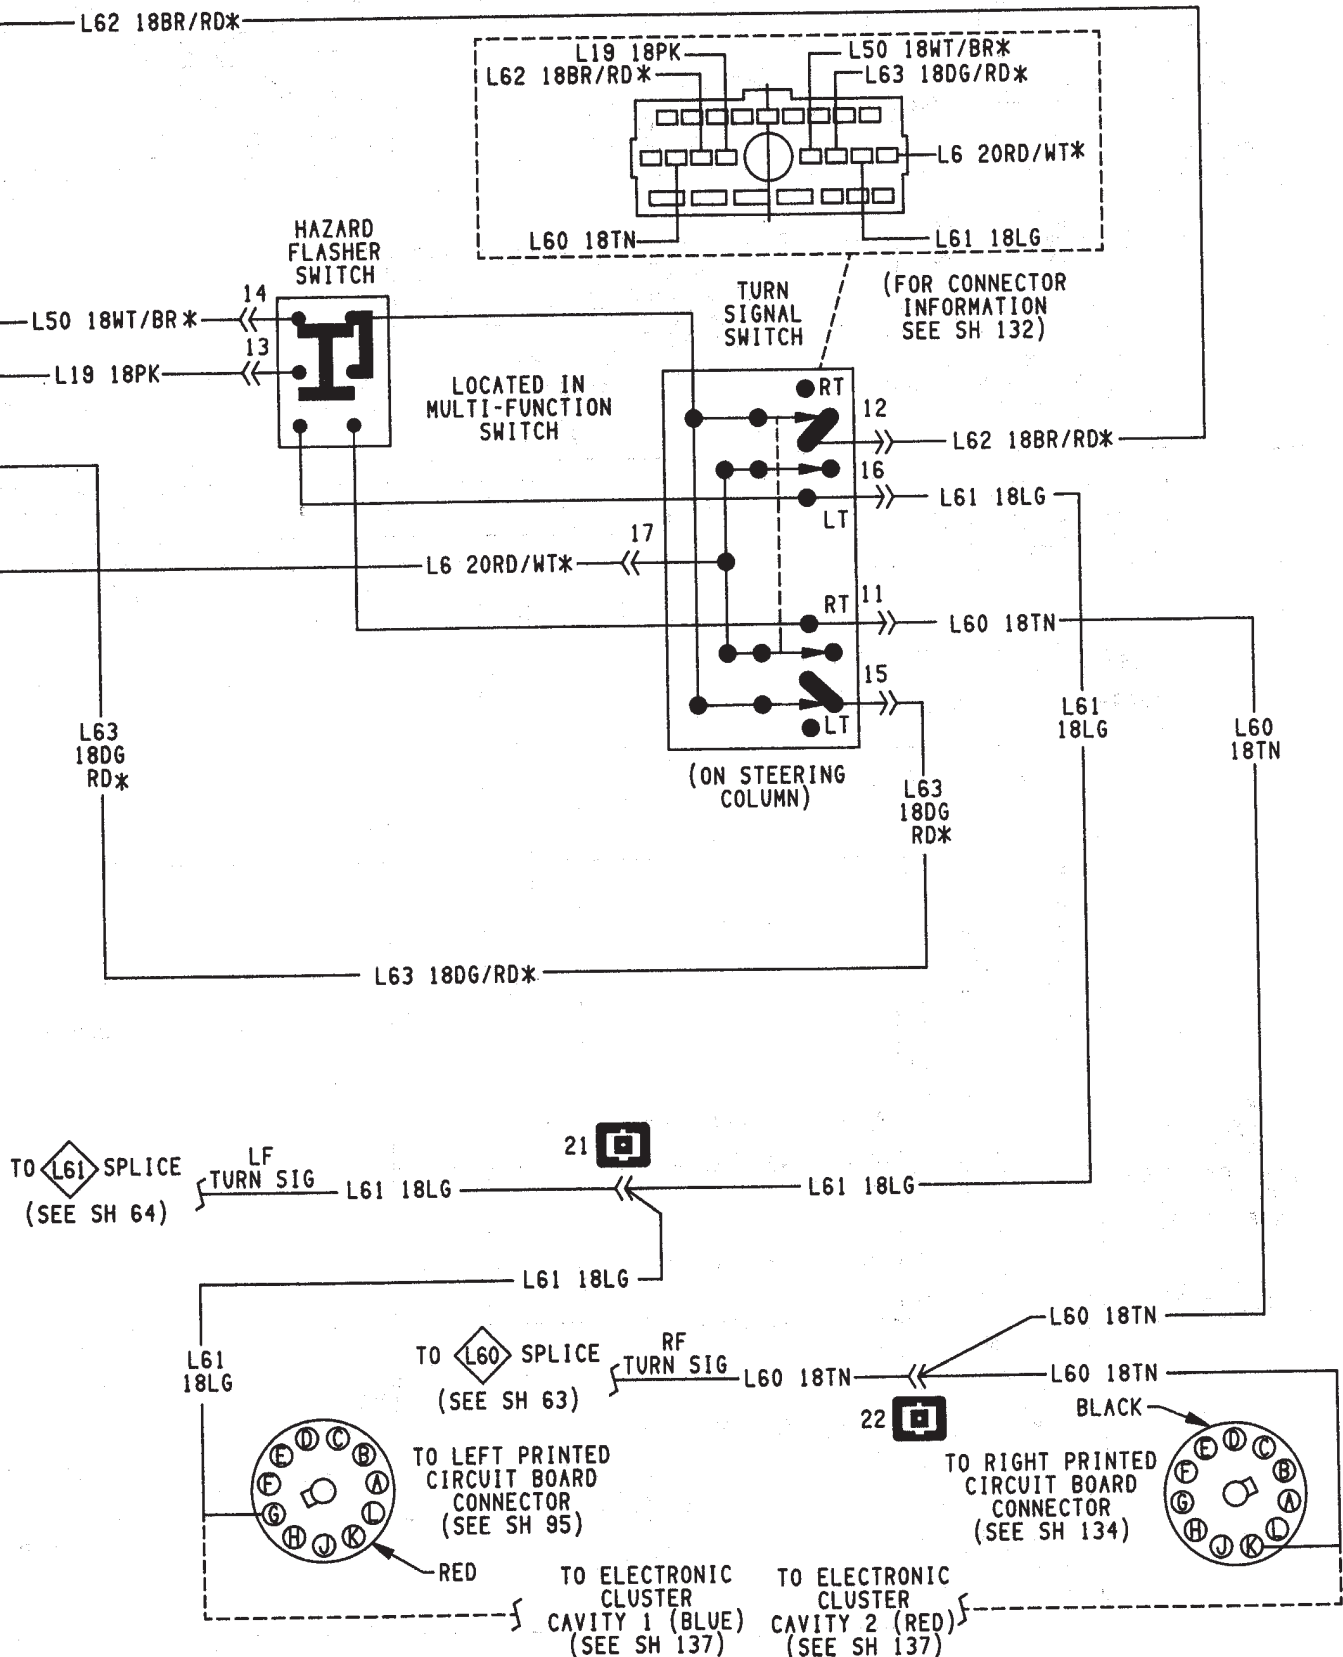 L62 18BR/RD*
L19 18PK
L62 18BR/RD*
L50 18WT/BR*
L63 18DG/RD*
L6 20RD/WT*
L60 18TN
L61 18LG
HAZARD
FLASHER
SWITCH
TURN
SIGNAL
SWITCH
(FOR CONNECTOR
INFORMATION
SEE SH 132)
L50 18WT/BR*
14
L19 18PK
13
LOCATED IN
MULTI-FUNCTION
SWITCH
RT
12
L62 18BR/RD*
16
L61 18LG
LT
17
L6 20RD/WT*
RT
11
L60 18TN
15
LT
L63
18DG
RD*
(ON STEERING
COLUMN)
L63
18DG
RD*
L61
18LG
L60
18TN
L63 18DG/RD*
21
TO L61 SPLICE
(SEE SH 64)
LF
TURN SIG
L61 18LG
L61 18LG
L61 18LG
L60 18TN
TO L60 SPLICE
(SEE SH 63)
RF
TURN SIG
L60 18TN
L60 18TN
L61
18LG
22
BLACK
D C B A L K J H G F E
TO LEFT PRINTED
CIRCUIT BOARD
CONNECTOR
(SEE SH 95)
RED
TO RIGHT PRINTED
CIRCUIT BOARD
CONNECTOR
(SEE SH 134)
D C B A L K J H G F E
TO ELECTRONIC
CLUSTER
CAVITY 1 (BLUE)
(SEE SH 137)
TO ELECTRONIC
CLUSTER
CAVITY 2 (RED)
(SEE SH 137)